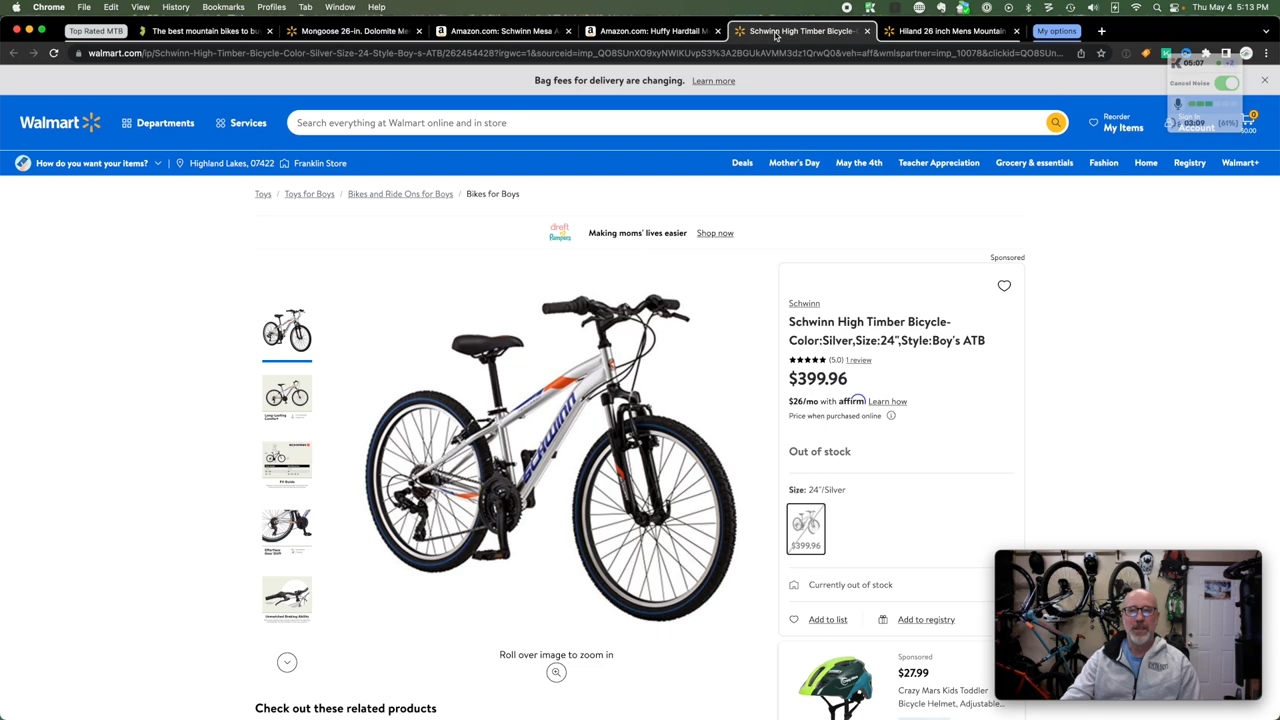 Chrome File Edit View History Bookmarks Profiles Tab Window Help
Thu May 4
Top Rated MTB
The best mountain bikes to bu
Mongoose 26-in. Dolomite Me
Amazon.com: Schwinn Mesa A
Amazon.com: Huffy Hardtail M
Schwinn High Timber Bicycle-
Hiland 26 inch Mens Mountain
My options
walmart.com/ip/Schwinn-High-Timber-Bicycle-Color-Silver-Size-24-Style-Boy-s-ATB/262454428?irgwc=1&sourceid=imp_QO8SUnXO9xyNWIKUvpS3%3A2BGUkAVMM3dz1QrwQ0&veh=aff&wmlspartner=imp_10078&clickid=QO8SUn...
05:07
Cancel Noise
03:09 [61%]
Bag fees for delivery are changing. Learn more
Walmart
Departments
Services
Search everything at Walmart online and in store
Reorder
My Items
Sign In
Account
0
$0.00
How do you want your items?
Highland Lakes, 07422
Franklin Store
Deals
Mother's Day
May the 4th
Teacher Appreciation
Grocery & essentials
Fashion
Home
Registry
Walmart+
Toys / Toys for Boys / Bikes and Ride Ons for Boys / Bikes for Boys
dreft
Pampers
Making moms' lives easier Shop now
Sponsored
Schwinn
Schwinn High Timber Bicycle-
Color:Silver,Size:24",Style:Boy's ATB
(5.0) 1 review
$399.96
$26/mo with affirm Learn how
Price when purchased online
Out of stock
Size: 24"/Silver
$399.96
Currently out of stock
Add to list
Add to registry
Sponsored
$27.99
Crazy Mars Kids Toddler
Bicycle Helmet, Adjustable...
SCHWINN
Long-Lasting
Comfort
SCHWINN
Fit Guide
Effortless
Gear Shift
Unmatched Braking Ability
Roll over image to zoom in
Check out these related products